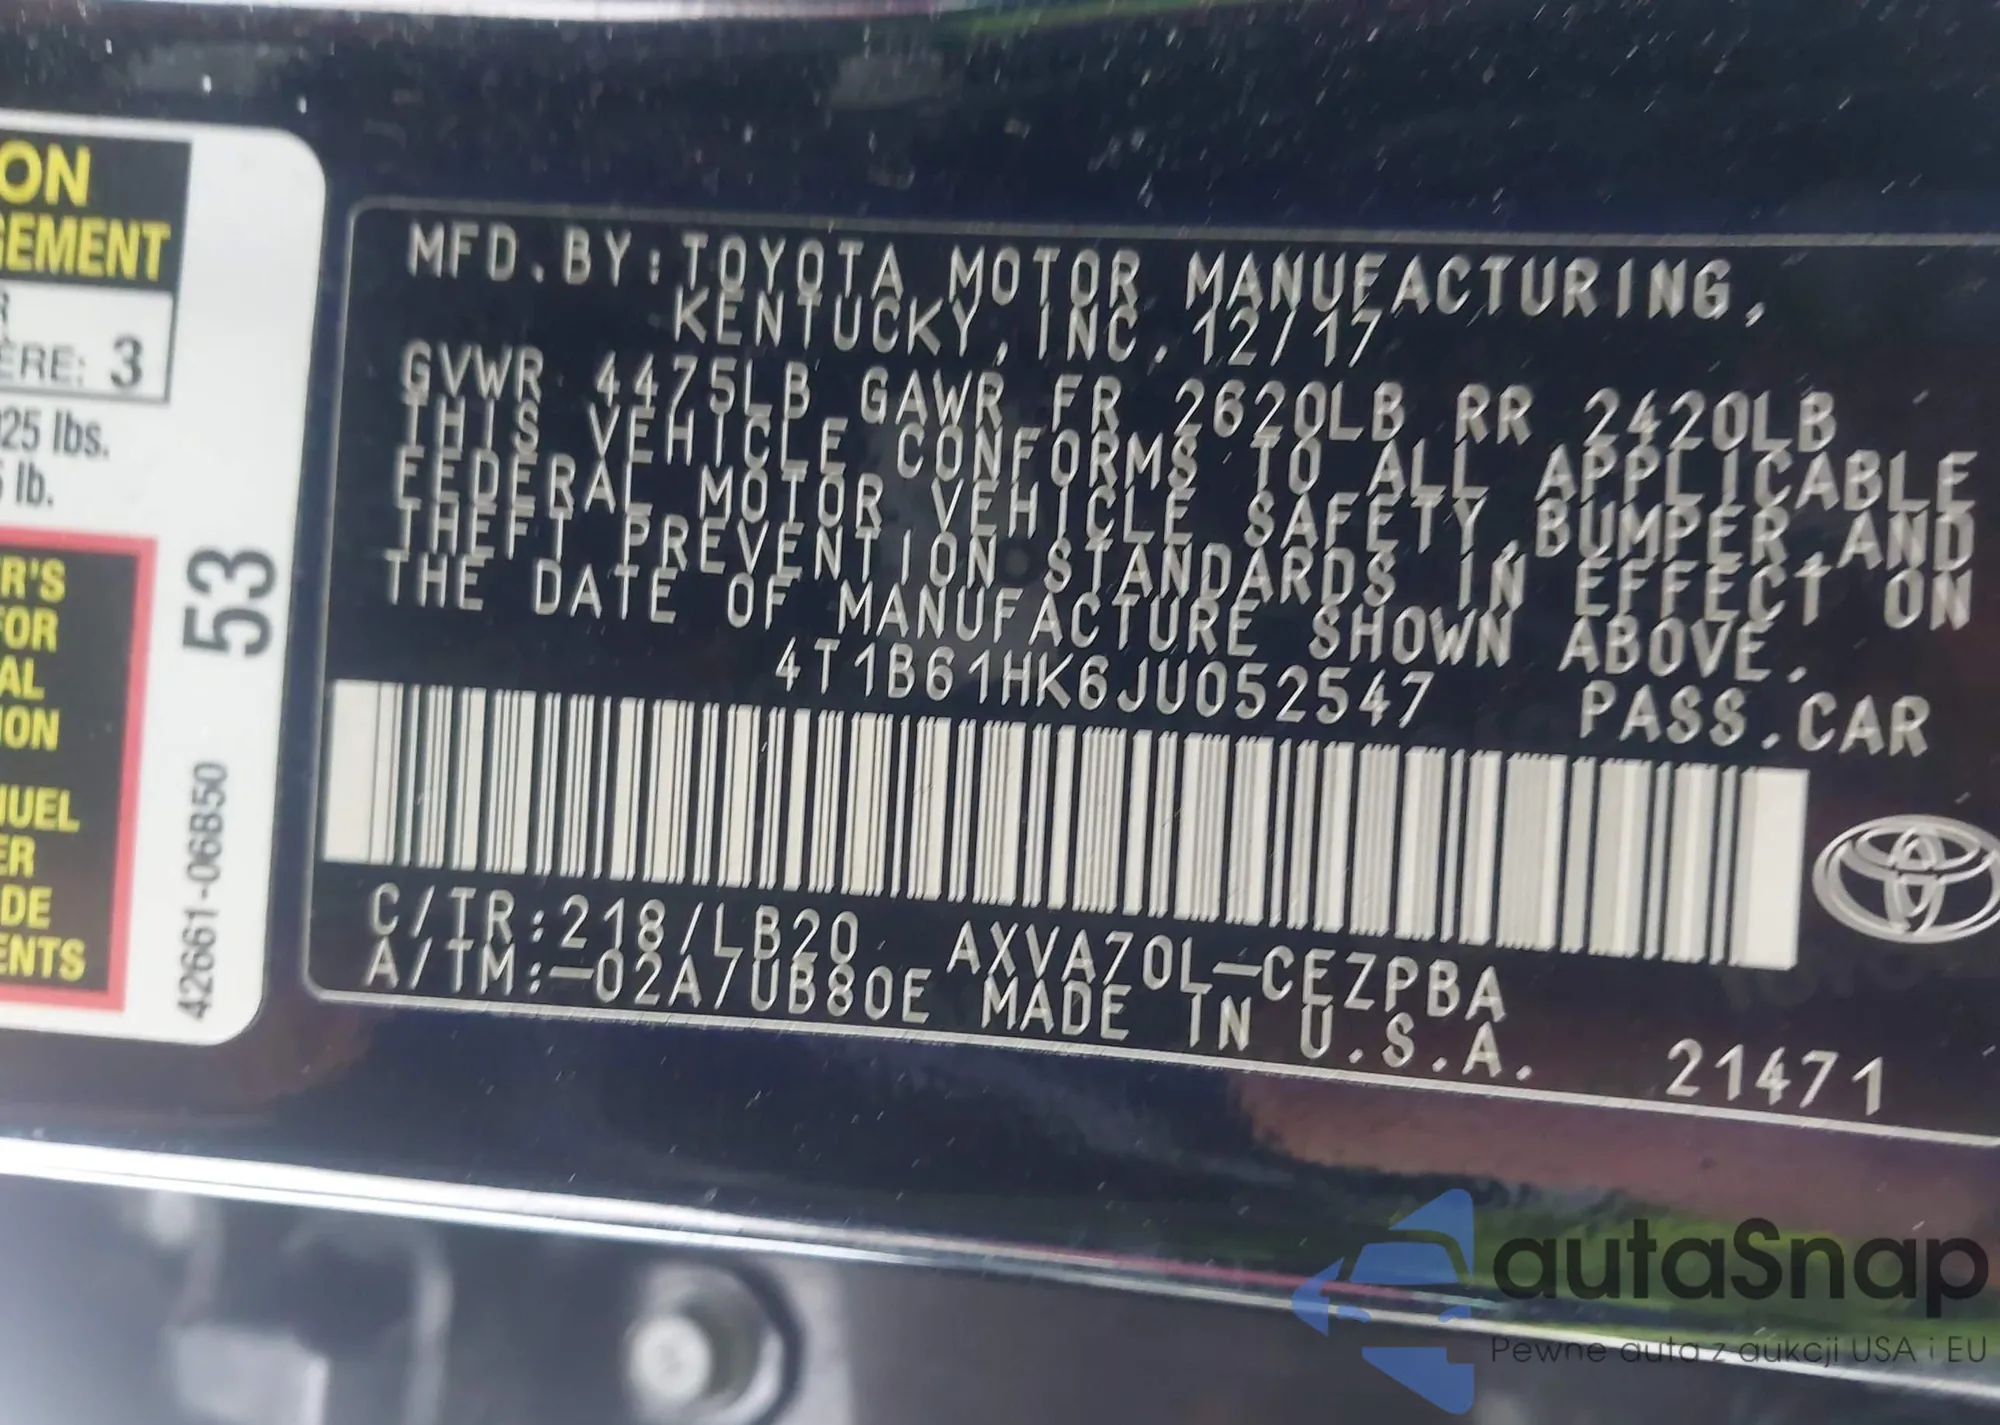 ON
GEMENT
R
ÈRE: 3
025 lbs.
5 lb.
53
R'S
FOR
AL
ION
NUEL
ER
DE
ENTS
42661-06B50
MFD.BY:TOYOTA MOTOR MANUFACTURING,
KENTUCKY,INC.12/17
GVWR 4475LB GAWR FR 2620LB RR 2420LB
THIS VEHICLE CONFORMS TO ALL APPLICABLE
FEDERAL MOTOR VEHICLE SAFETY,BUMPER,AND
THEFT PREVENTION STANDARDS IN EFFECT ON
THE DATE OF MANUFACTURE SHOWN ABOVE.
4T1B61HK6JU052547
PASS.CAR
C/TR:218/LB20 AXVA70L-CEZPBA
A/TM:-02A/UB80E MADE IN U.S.A.
21471
autaSnap
Pewne auta z aukcji USA i EU